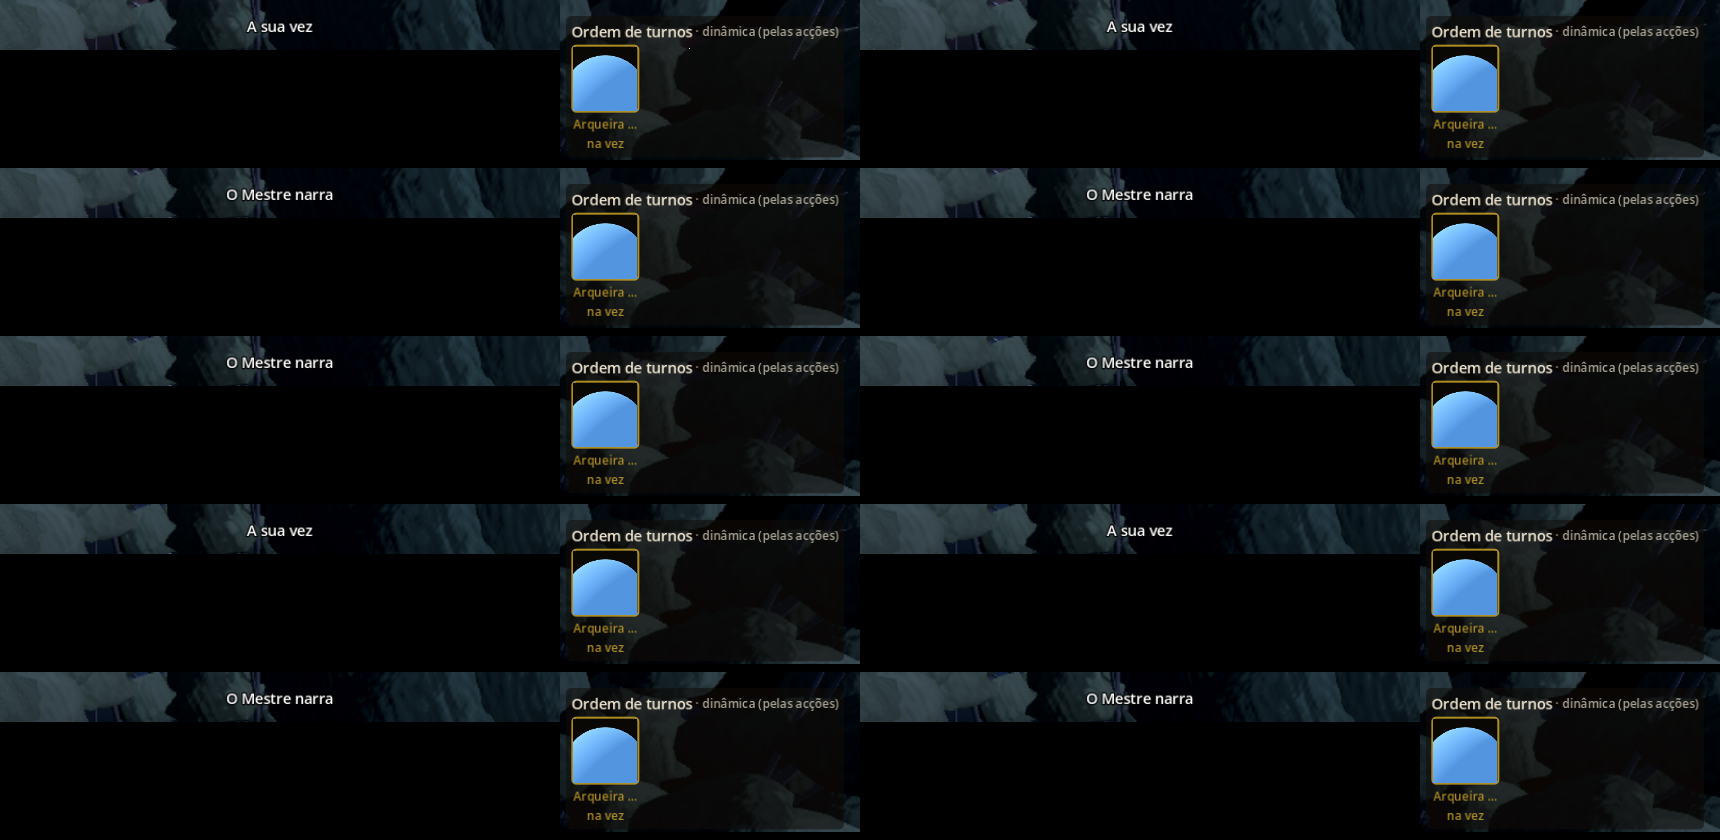 A sua vez
Ordem de turnos · dinâmica (pelas acções)
Arqueira ...
na vez
A sua vez
Ordem de turnos · dinâmica (pelas acções)
Arqueira ...
na vez
O Mestre narra
Ordem de turnos · dinâmica (pelas acções)
Arqueira ...
na vez
O Mestre narra
Ordem de turnos · dinâmica (pelas acções)
Arqueira ...
na vez
O Mestre narra
Ordem de turnos · dinâmica (pelas acções)
Arqueira ...
na vez
O Mestre narra
Ordem de turnos · dinâmica (pelas acções)
Arqueira ...
na vez
A sua vez
Ordem de turnos · dinâmica (pelas acções)
Arqueira ...
na vez
A sua vez
Ordem de turnos · dinâmica (pelas acções)
Arqueira ...
na vez
O Mestre narra
Ordem de turnos · dinâmica (pelas acções)
Arqueira ...
na vez
O Mestre narra
Ordem de turnos · dinâmica (pelas acções)
Arqueira ...
na vez